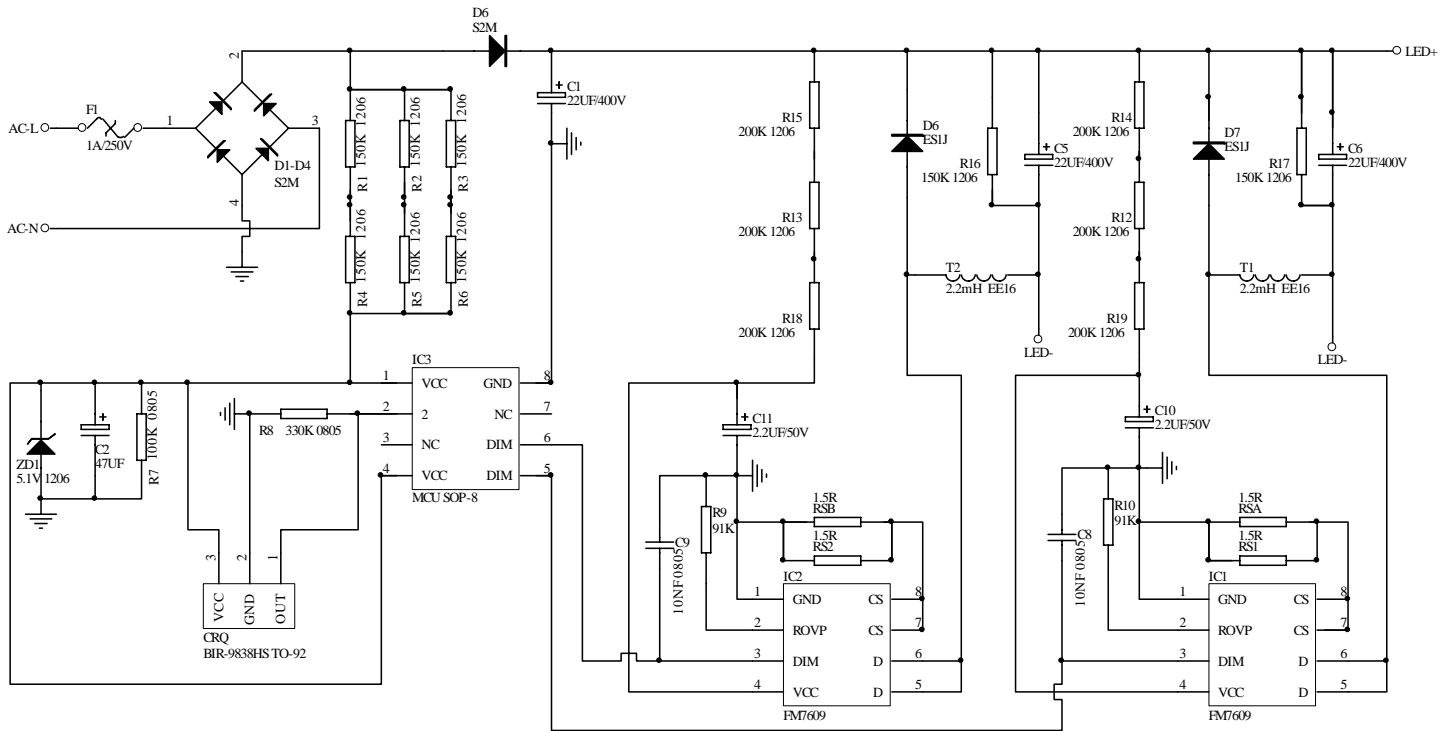 D6
S2M
LED+
F1
AC-L
1A/250V
1
2
3
4
D1-D4
S2M
AC-N
150K 1206
R1
150K 1206
R2
150K 1206
R3
150K 1206
R4
150K 1206
R5
150K 1206
R6
+ C1
22UF/400V
R15
200K 1206
R13
200K 1206
R18
200K 1206
D6
ES1J
R16
150K 1206
+ C5
22UF/400V
T2
2.2mH EE16
LED-
R14
200K 1206
R12
200K 1206
R19
200K 1206
D7
ES1J
R17
150K 1206
+ C6
22UF/400V
T1
2.2mH EE16
LED-
ZD1
5.1V 1206
+
C2
47UF
R7 100K 0805
R8 330K 0805
IC3
1 VCC GND 8
2 2 NC 7
3 NC DIM 6
4 VCC DIM 5
MCU SOP-8
3 2 1
VCC GND OUT
CRQ
BIR-9838HS TO-92
+ C11
2.2UF/50V
R9
91K
C9
10NF 0805
1.5R
RSB
1.5R
RS2
IC2
1 GND CS 8
2 ROVP CS 7
3 DIM D 6
4 VCC D 5
FM7609
+ C10
2.2UF/50V
R10
91K
C8
10NF 0805
1.5R
RSA
1.5R
RS1
IC1
1 GND CS 8
2 ROVP CS 7
3 DIM D 6
4 VCC D 5
FM7609